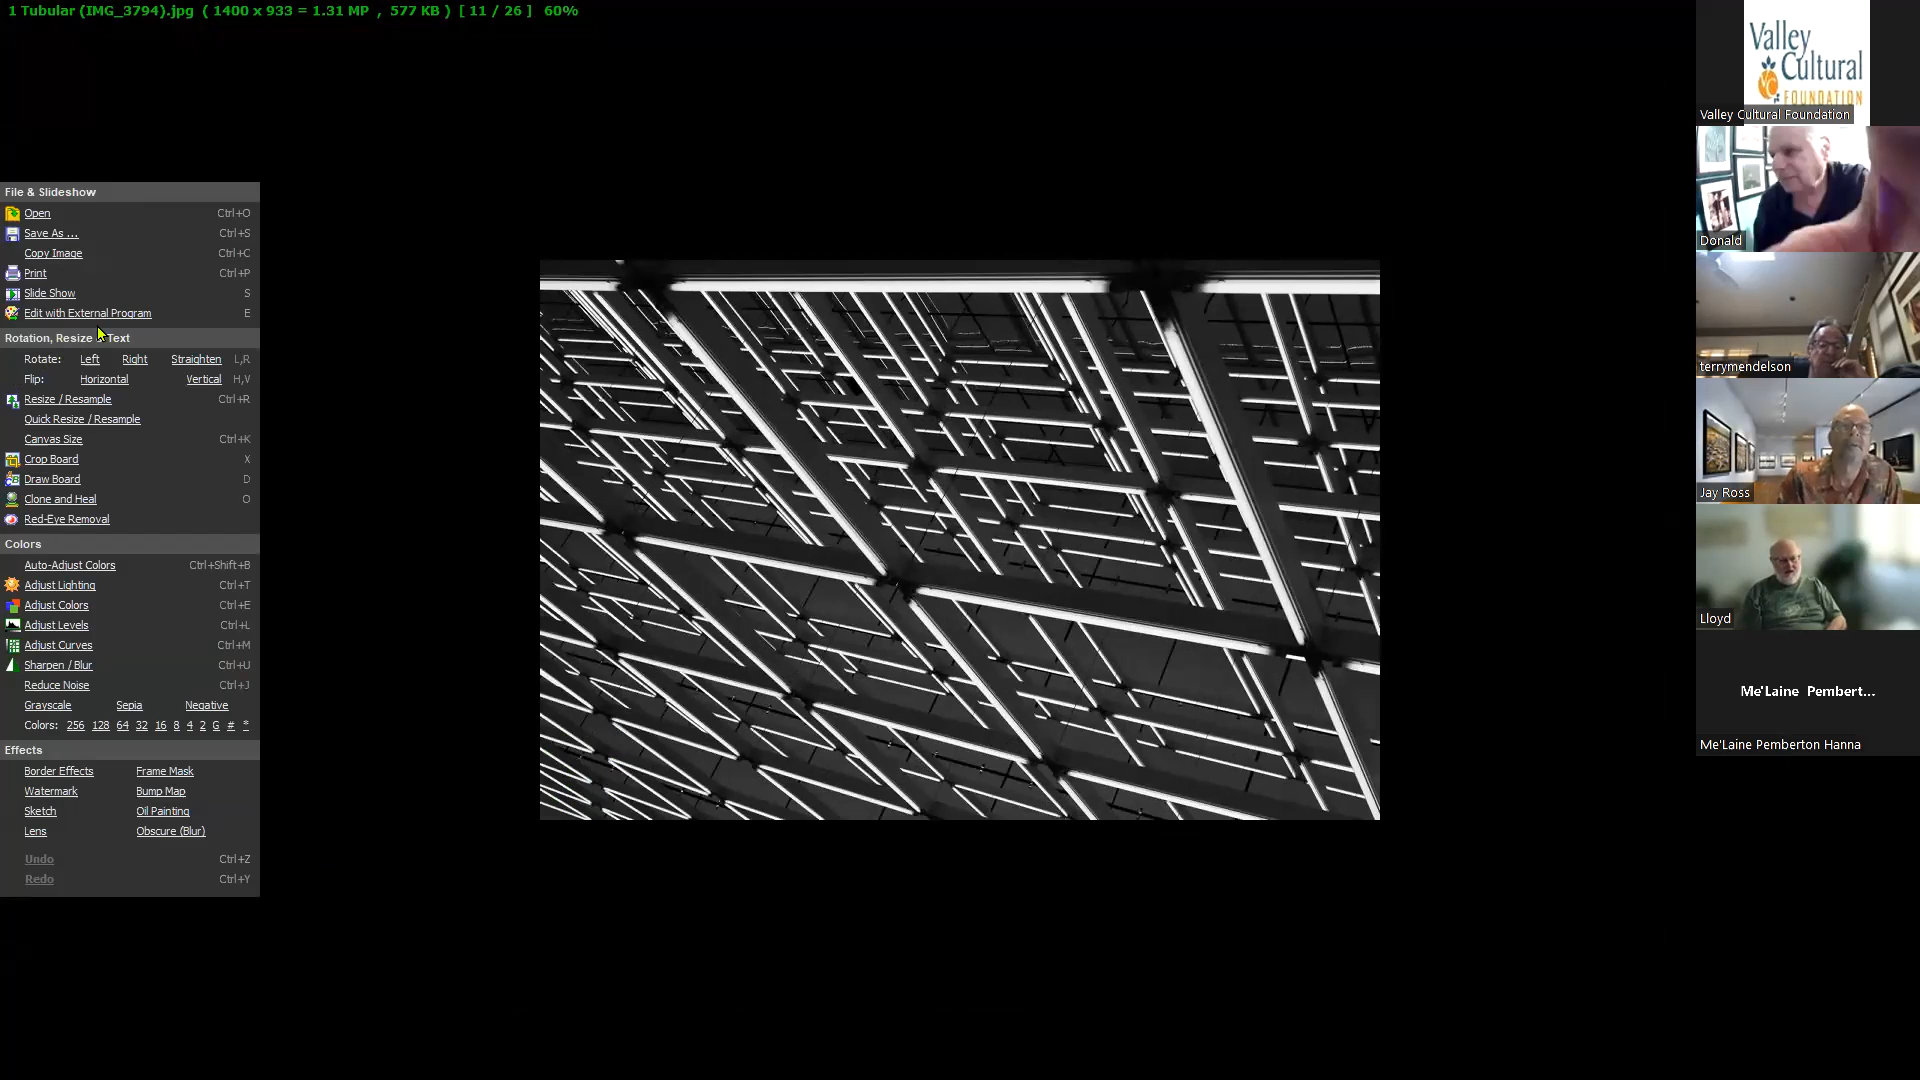 1 Tubular (IMG_3794).jpg ( 1400 x 933 = 1.31 MP , 577 KB ) [ 11 / 26 ] 60%
File & Slideshow
Open Ctrl+O
Save As ... Ctrl+S
Copy Image Ctrl+C
Print Ctrl+P
Slide Show S
Edit with External Program E
Rotation, Resize Text
Rotate: Left Right Straighten L,R
Flip: Horizontal Vertical H,V
Resize / Resample Ctrl+R
Quick Resize / Resample
Canvas Size Ctrl+K
Crop Board X
Draw Board D
Clone and Heal O
Red-Eye Removal
Colors
Auto-Adjust Colors Ctrl+Shift+B
Adjust Lighting Ctrl+T
Adjust Colors Ctrl+E
Adjust Levels Ctrl+L
Adjust Curves Ctrl+M
Sharpen / Blur Ctrl+U
Reduce Noise Ctrl+J
Grayscale Sepia Negative
Colors: 256 128 64 32 16 8 4 2 G # *
Effects
Border Effects Frame Mask
Watermark Bump Map
Sketch Oil Painting
Lens Obscure (Blur)
Undo Ctrl+Z
Redo Ctrl+Y
Valley
Cultural
VC FOUNDATION
Valley Cultural Foundation
Donald
terrymendelson
Jay Ross
Lloyd
Me'Laine Pembert...
Me'Laine Pemberton Hanna